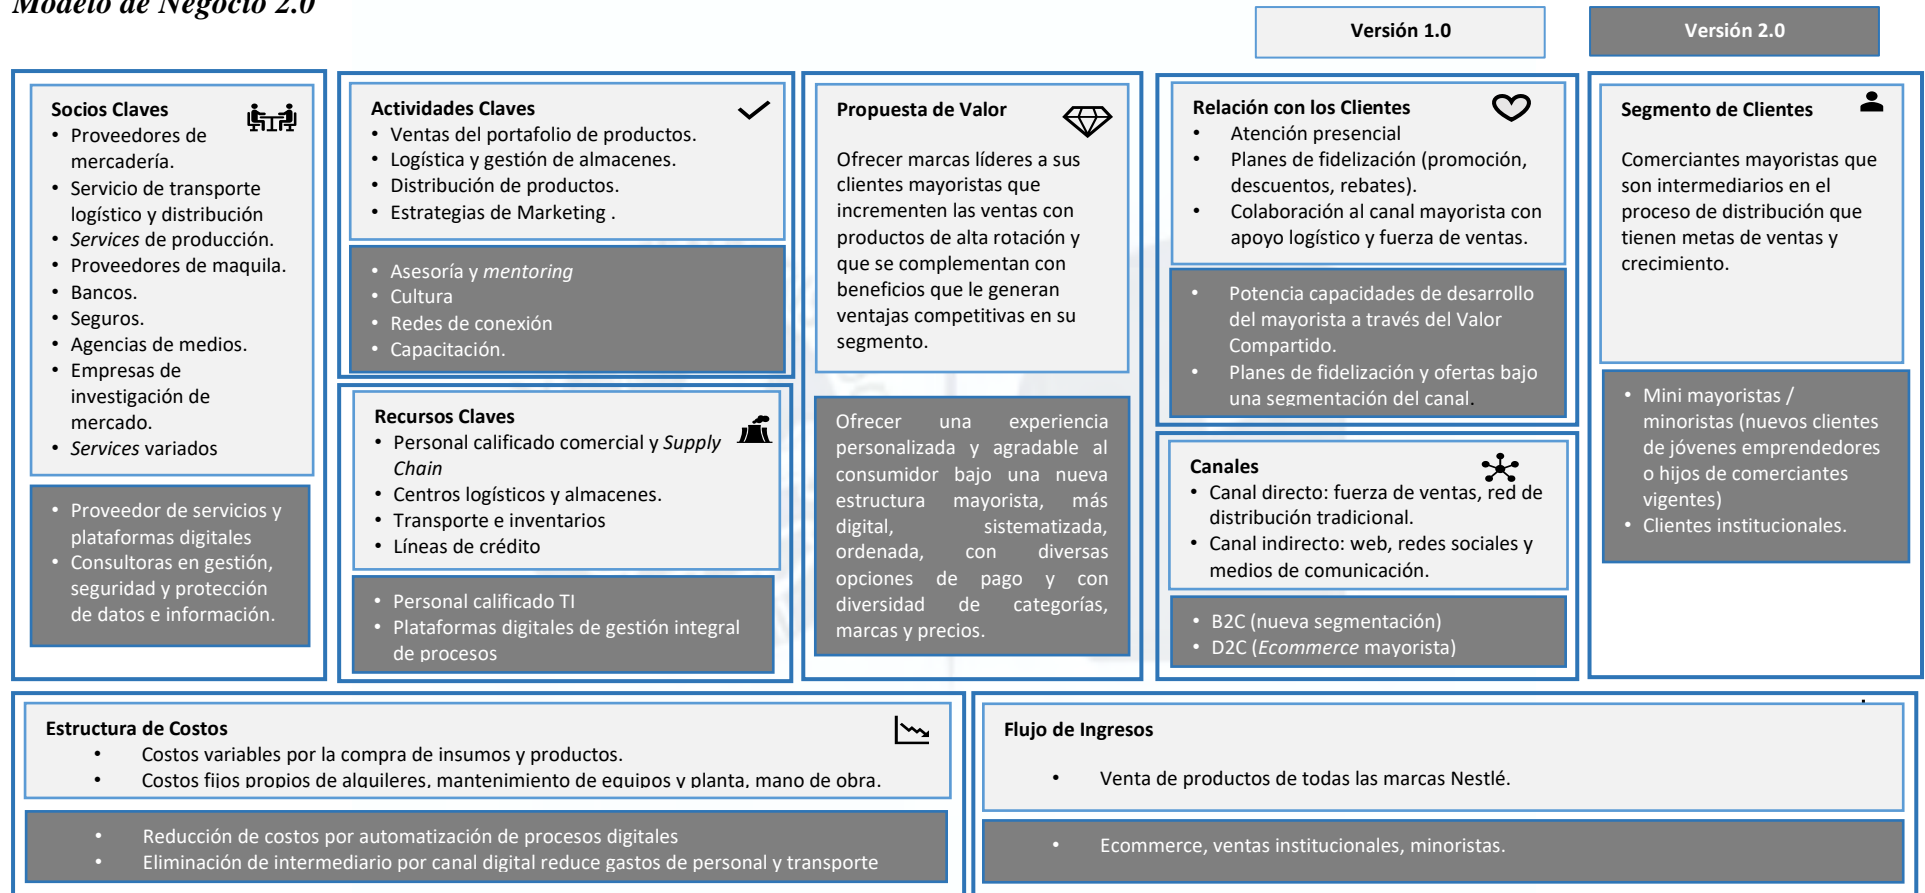 Modelo de Negocio 2.0
Versión 1.0
Versión 2.0
Socios Claves
• Proveedores de
mercadería.
• Servicio de transporte
logístico y distribución
• Services de producción.
• Proveedores de maquila.
• Bancos.
• Seguros.
• Agencias de medios.
• Empresas de
investigación de
mercado.
• Services variados
• Proveedor de servicios y
plataformas digitales
• Consultoras en gestión,
seguridad y protección
de datos e información.
Actividades Claves
• Ventas del portafolio de productos.
• Logística y gestión de almacenes.
• Distribución de productos.
• Estrategias de Marketing .
• Asesoría y mentoring
• Cultura
• Redes de conexión
• Capacitación.
Recursos Claves
• Personal calificado comercial y Supply
Chain
• Centros logísticos y almacenes.
• Transporte e inventarios
• Líneas de crédito
• Personal calificado TI
• Plataformas digitales de gestión integral
de procesos
Propuesta de Valor
Ofrecer marcas líderes a sus
clientes mayoristas que
incrementen las ventas con
productos de alta rotación y
que se complementan con
beneficios que le generan
ventajas competitivas en su
segmento.
Ofrecer una experiencia
personalizada y agradable al
consumidor bajo una nueva
estructura mayorista, más
digital, sistematizada,
ordenada, con diversas
opciones de pago y con
diversidad de categorías,
marcas y precios.
Relación con los Clientes
• Atención presencial
• Planes de fidelización (promoción,
descuentos, rebates).
• Colaboración al canal mayorista con
apoyo logístico y fuerza de ventas.
• Potencia capacidades de desarrollo
del mayorista a través del Valor
Compartido.
• Planes de fidelización y ofertas bajo
una segmentación del canal.
Canales
• Canal directo: fuerza de ventas, red de
distribución tradicional.
• Canal indirecto: web, redes sociales y
medios de comunicación.
• B2C (nueva segmentación)
• D2C (Ecommerce mayorista)
Segmento de Clientes
Comerciantes mayoristas que
son intermediarios en el
proceso de distribución que
tienen metas de ventas y
crecimiento.
• Mini mayoristas /
minoristas (nuevos clientes
de jóvenes emprendedores
o hijos de comerciantes
vigentes)
• Clientes institucionales.
Estructura de Costos
• Costos variables por la compra de insumos y productos.
• Costos fijos propios de alquileres, mantenimiento de equipos y planta, mano de obra.
• Reducción de costos por automatización de procesos digitales
• Eliminación de intermediario por canal digital reduce gastos de personal y transporte
Flujo de Ingresos
• Venta de productos de todas las marcas Nestlé.
• Ecommerce, ventas institucionales, minoristas.